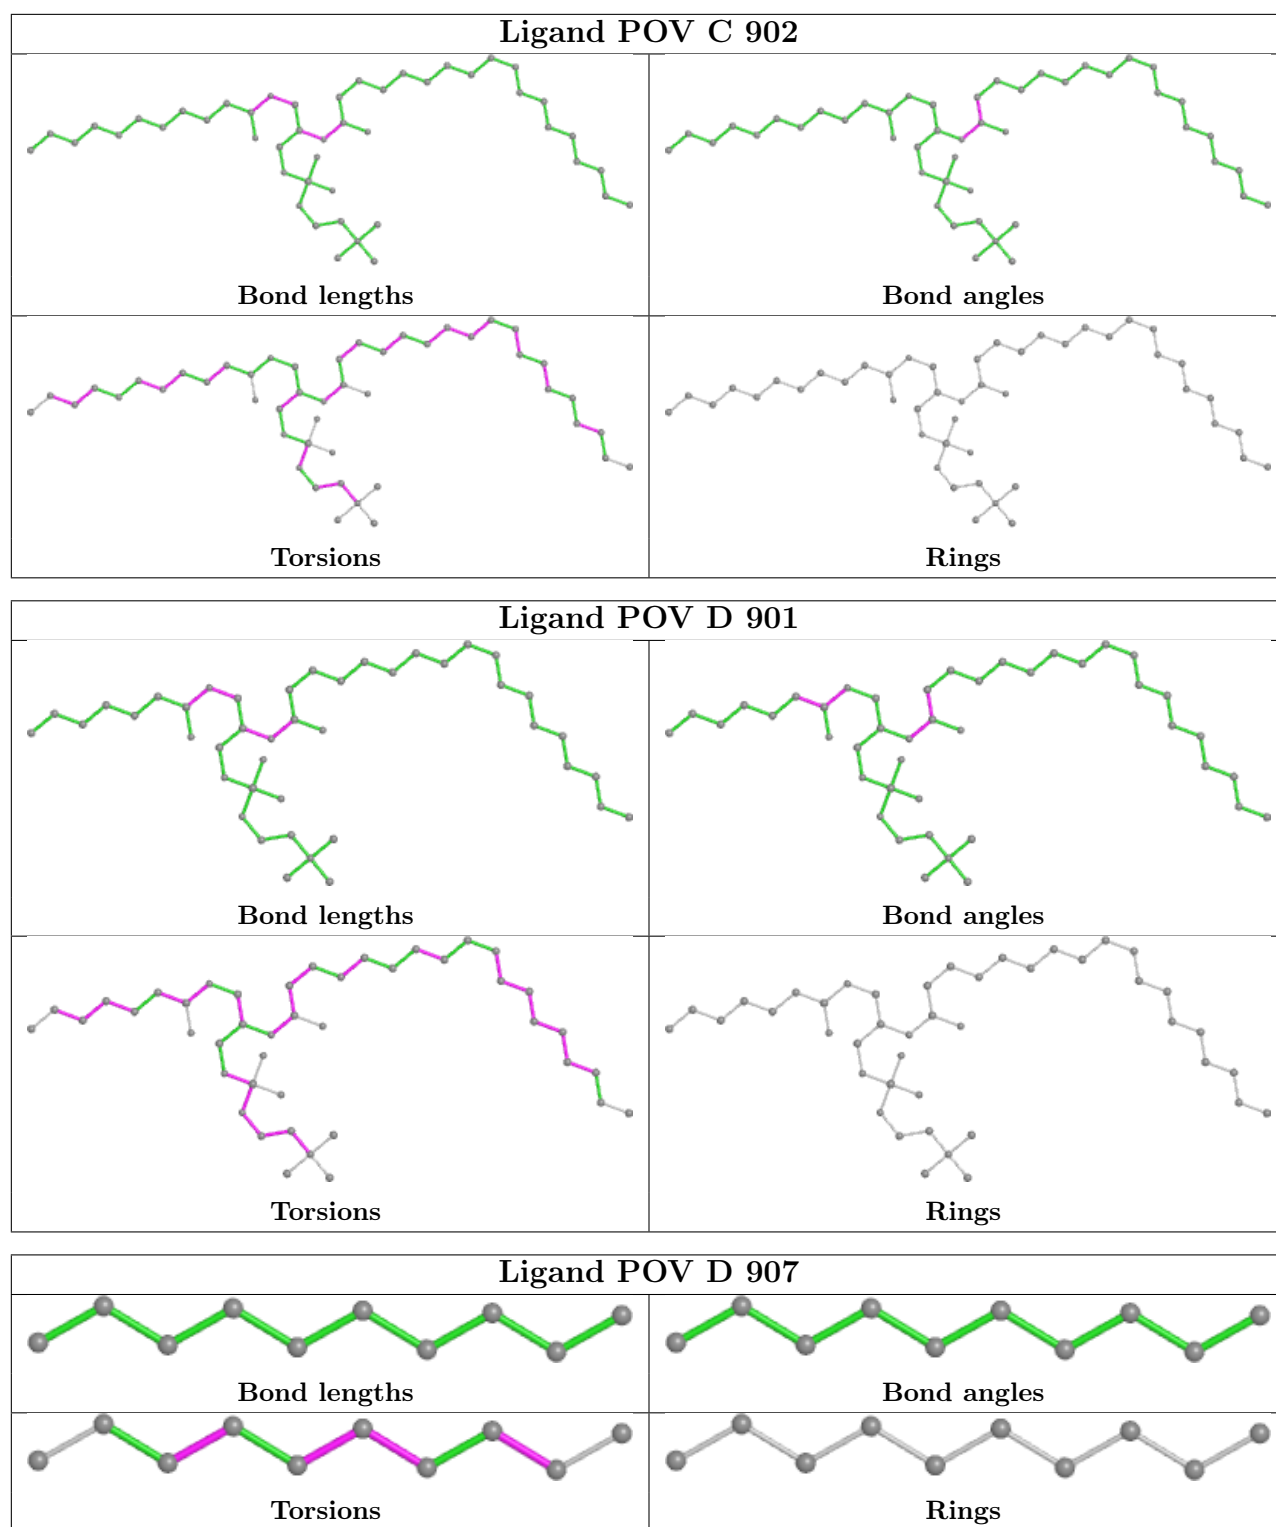 Ligand POV C 902
Bond lengths
Bond angles
Torsions
Rings
Ligand POV D 901
Bond lengths
Bond angles
Torsions
Rings
Ligand POV D 907
Bond lengths
Bond angles
Torsions
Rings